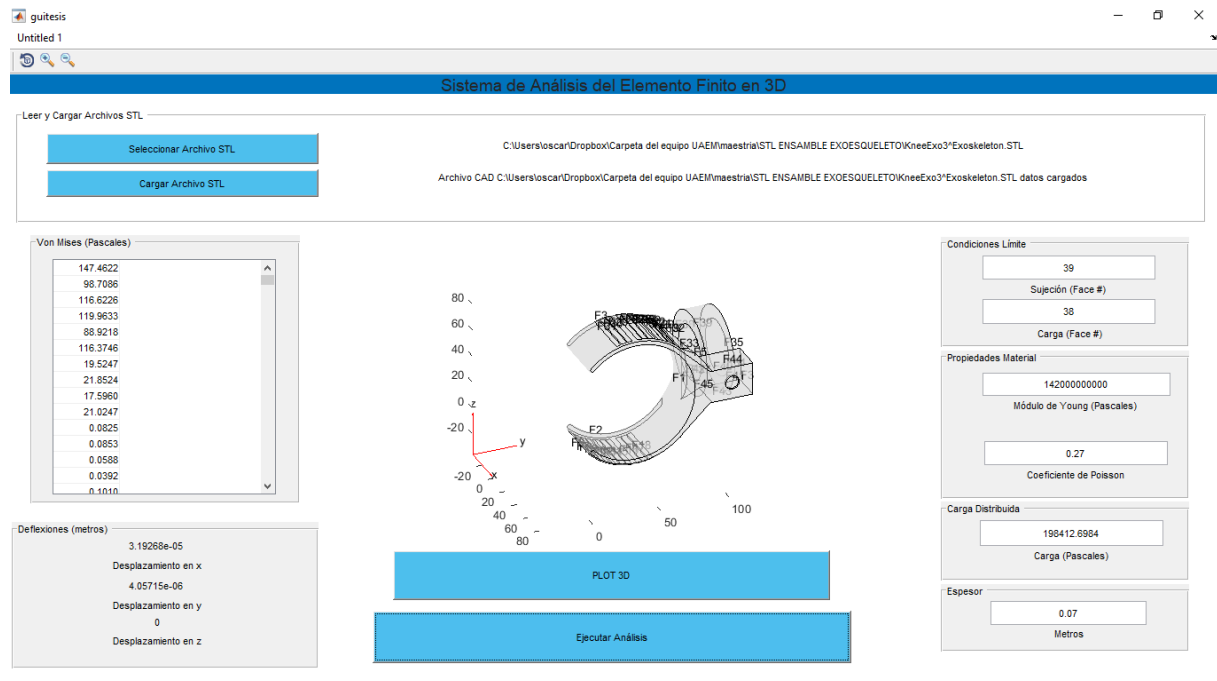 guitesis
Untitled 1
Sistema de Análisis del Elemento Finito en 3D
Leer y Cargar Archivos STL
Seleccionar Archivo STL
C:\Users\oscar\Dropbox\Carpeta del equipo UAEM\maestria\STL ENSAMBLE EXOESQUELETO\KneeExo3^Exoskeleton.STL
Cargar Archivo STL
Archivo CAD C:\Users\oscar\Dropbox\Carpeta del equipo UAEM\maestria\STL ENSAMBLE EXOESQUELETO\KneeExo3^Exoskeleton.STL datos cargados
Von Mises (Pascales)
147.4622
98.7086
116.6226
119.9633
88.9218
116.3746
19.5247
21.8524
17.5960
21.0247
0.0825
0.0853
0.0588
0.0392
0.1010
Deflexiones (metros)
3.19268e-05
Desplazamiento en x
4.05715e-06
Desplazamiento en y
0
Desplazamiento en z
80
60
40
20
0
-20
z
y
x
-20
0
20
40
60
80
0
50
100
F3
F39
F33
F5
F35
F44
F1
F45
F2
PLOT 3D
Ejecutar Análisis
Condiciones Límite
39
Sujeción (Face #)
38
Carga (Face #)
Propiedades Material
142000000000
Módulo de Young (Pascales)
0.27
Coeficiente de Poisson
Carga Distribuida
198412.6984
Carga (Pascales)
Espesor
0.07
Metros